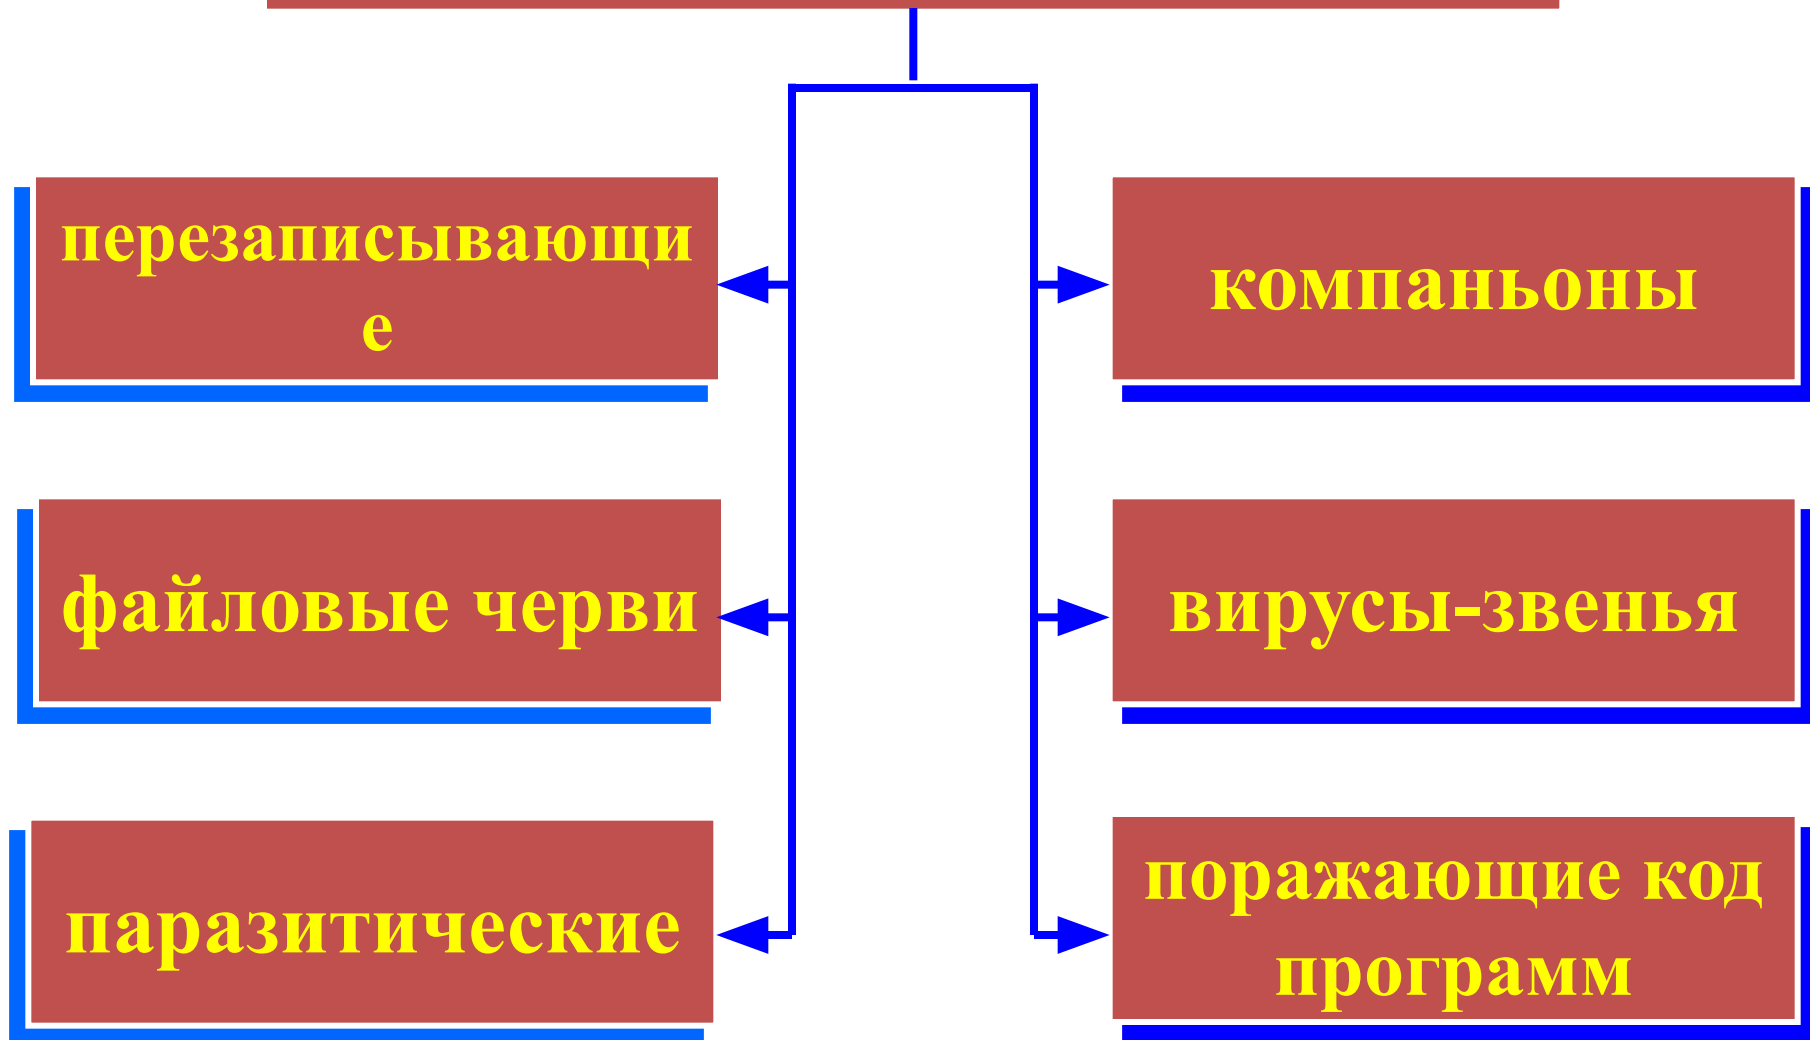 перезаписывающи
е
компаньоны
файловые черви
вирусы-звенья
паразитические
поражающие код
программ